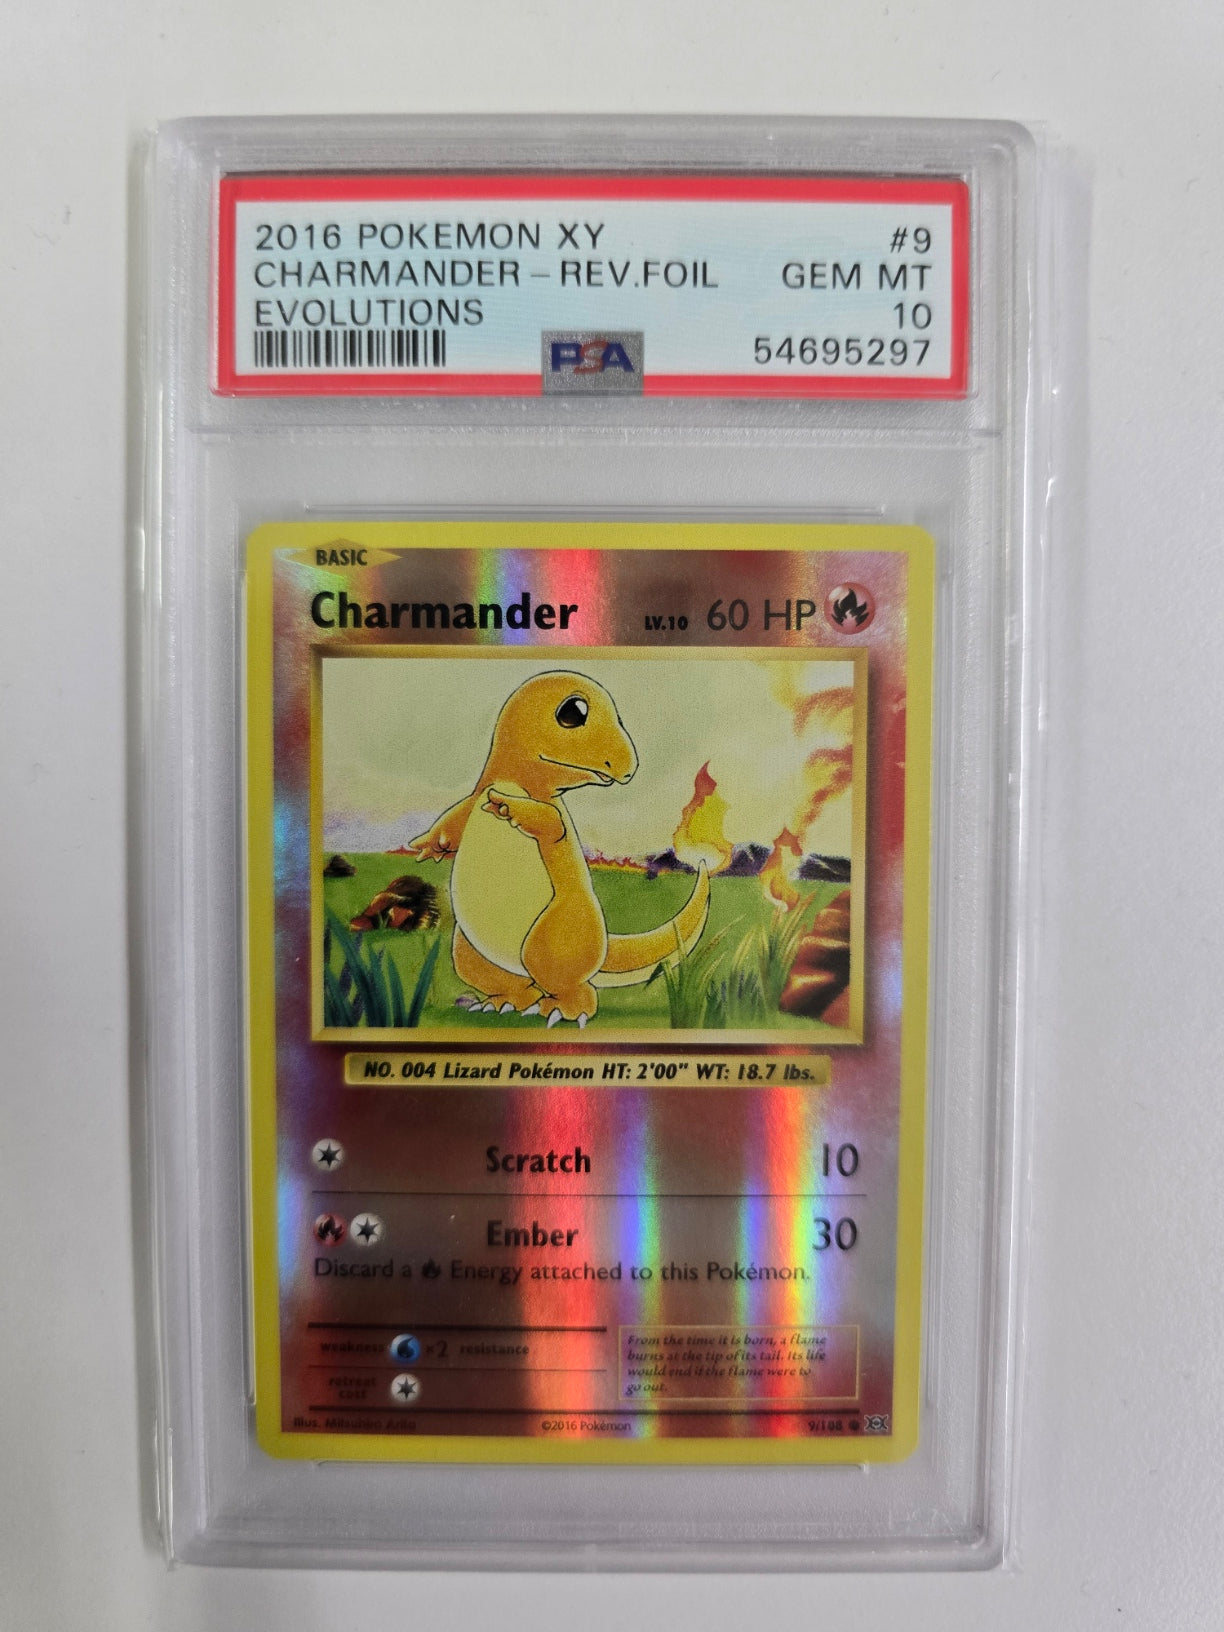 2016 POKEMON XY #9
CHARMANDER - REV.FOIL GEM MT
EVOLUTIONS 10
PSA 54695297
BASIC
Charmander LV.10 60 HP
NO. 004 Lizard Pokémon HT: 2'00" WT: 18.7 lbs.
Scratch 10
Ember 30
Discard a Energy attached to this Pokémon.
weakness ×2 resistance
retreat
cost
From the time it is born, a flame
burns at the tip of its tail. Its life
would end if the flame were to
go out.
Illus. Mitsuhiro Arita ©2016 Pokémon 9/108